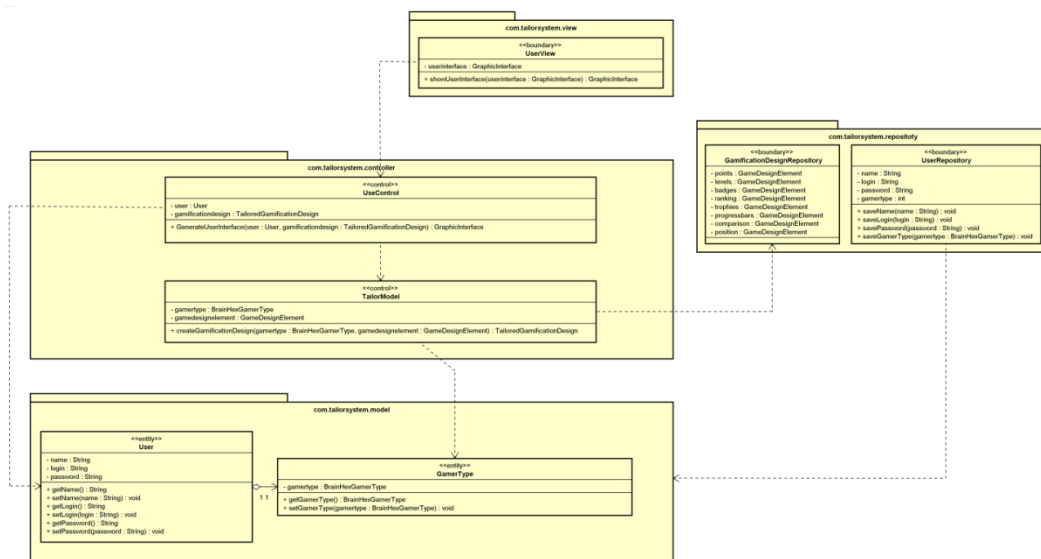 com.tailorsystem.view
<<boundary>>
UserView
- userinterface : GraphicInterface
+ showUserInterface(userinterface : GraphicInterface) : GraphicInterface
com.tailorsystem.controller
<<control>>
UseControl
- user : User
- gamificationdesign : TailoredGamificationDesign
+ GenerateUserInterface(user : User, gamificationdesign : TailoredGamificationDesign) : GraphicInterface
<<control>>
TailorModel
- gamertype : BrainHexGamerType
- gamedesignelement : GameDesignElement
+ createGamificationDesign(gamertype : BrainHexGamerType, gamedesignelement : GameDesignElement) : TailoredGamificationDesign
com.tailorsystem.repositoty
<<boundary>>
GamificationDesignRepository
- points : GameDesignElement
- levels : GameDesignElement
- badges : GameDesignElement
- ranking : GameDesignElement
- trophies : GameDesignElement
- progressbars : GameDesignElement
- comparison : GameDesignElement
- position : GameDesignElement
<<boundary>>
UserRepository
- name : String
- login : String
- password : String
- gamertype : int
+ saveName(name : String) : void
+ saveLogin(login : String) : void
+ savePassword(password : String) : void
+ saveGamerType(gamertype : BrainHexGamerType) : void
com.tailorsystem.model
<<entity>>
User
- name : String
- login : String
- password : String
+ getName() : String
+ setName(name : String) : void
+ getLogin() : String
+ setLogin(login : String) : void
+ getPassword() : String
+ setPassword(password : String) : void
1 1
<<entity>>
GamerType
- gamertype : BrainHexGamerType
+ getGamerType() : BrainHexGamerType
+ setGamerType(gamertype : BrainHexGamerType) : void